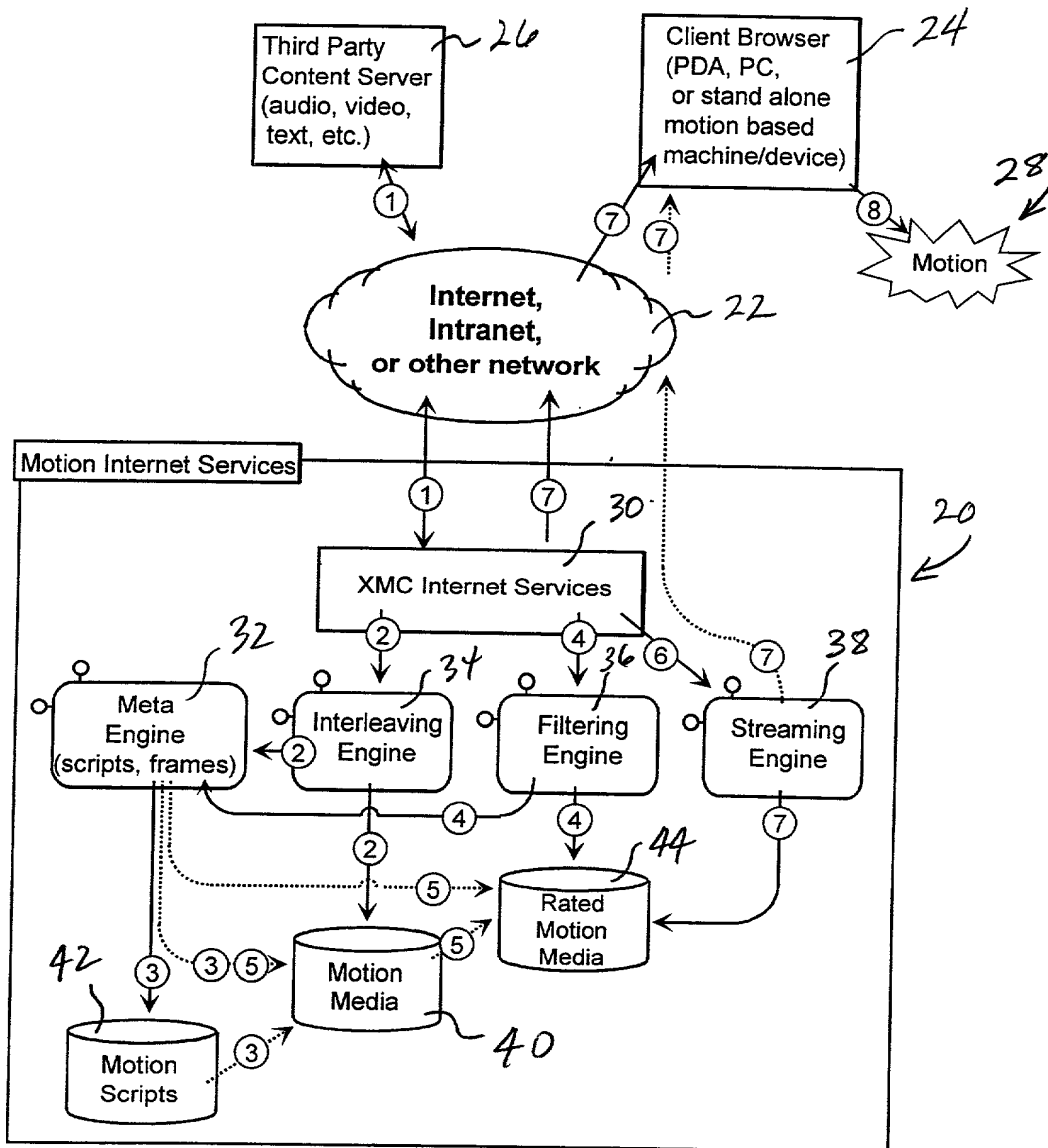 Third Party
Content Server
(audio, video,
text, etc.)
26
Client Browser
(PDA, PC,
or stand alone
motion based
machine/device)
24
28
1
7
7
8
Motion
Internet,
Intranet,
or other network
22
Motion Internet Services
1
7
30
20
XMC Internet Services
2
4
6
7
32
34
36
38
Meta
Engine
(scripts, frames)
2
Interleaving
Engine
Filtering
Engine
Streaming
Engine
4
2
4
7
44
5
Rated
Motion
Media
42
3
3
5
5
Motion
Media
40
3
Motion
Scripts